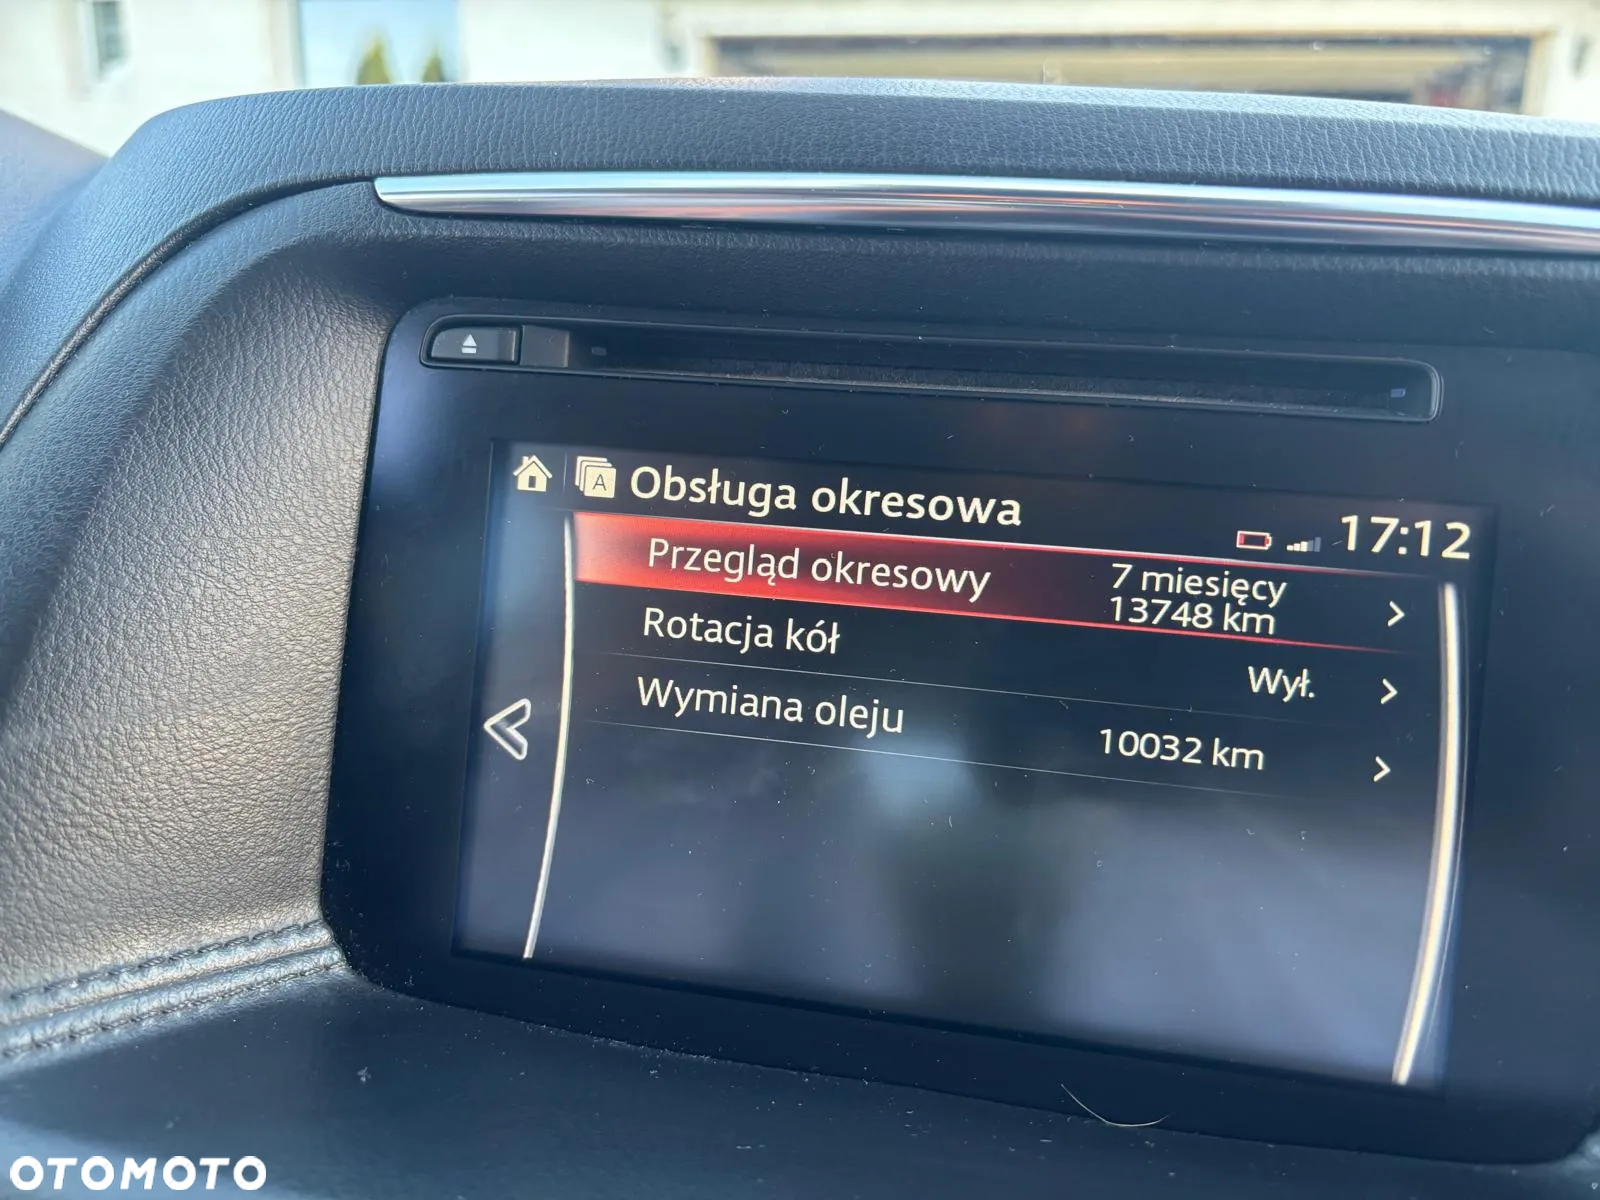 A Obsługa okresowa
17:12
Przegląd okresowy 7 miesięcy
13748 km
Rotacja kół Wył.
Wymiana oleju 10032 km
OTOMOTO